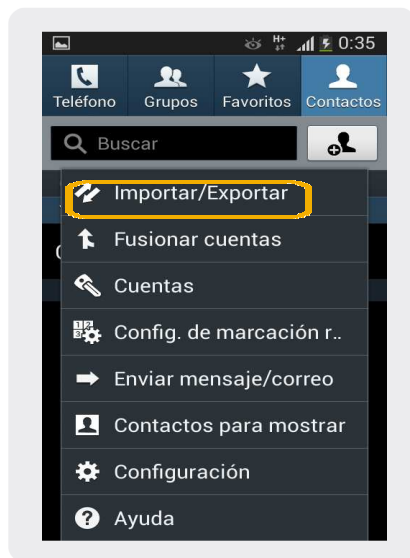 H+ 0:35
Teléfono Grupos Favoritos Contactos
Buscar
Importar/Exportar
Fusionar cuentas
Cuentas
Config. de marcación r..
Enviar mensaje/correo
Contactos para mostrar
Configuración
? Ayuda